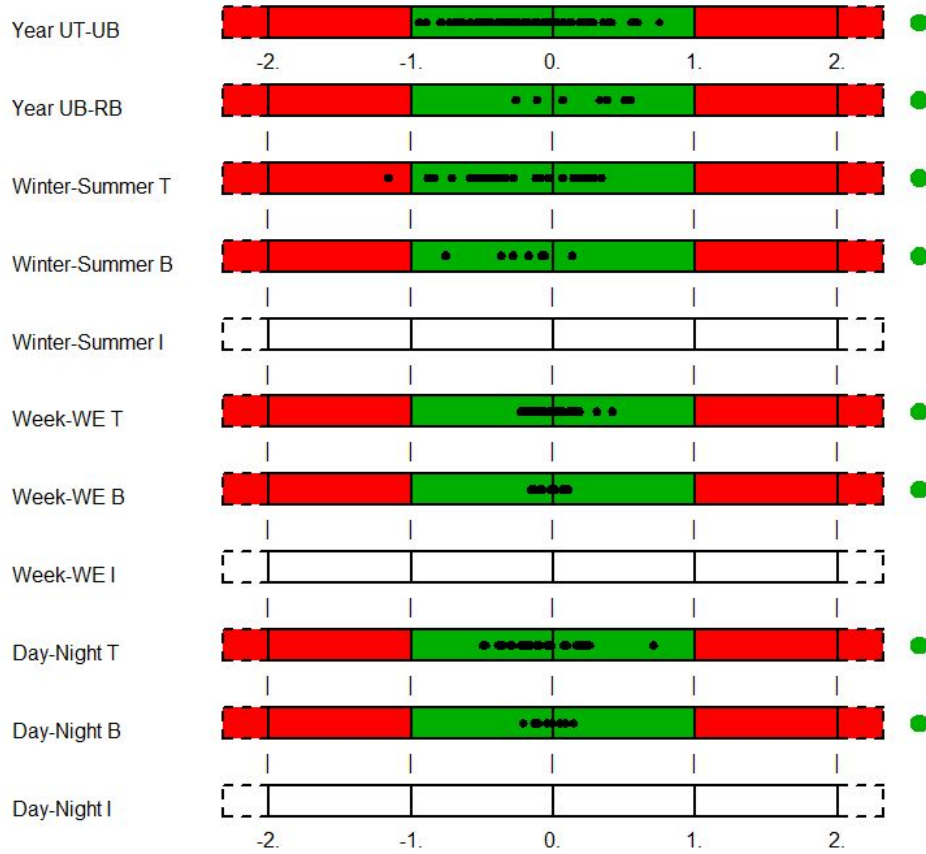 Year UT-UB
-2. -1. 0. 1. 2.
Year UB-RB
| | | | |
Winter-Summer T
| | | | |
Winter-Summer B
| | | | |
Winter-Summer I
| | | | |
Week-WE T
| | | | |
Week-WE B
| | | | |
Week-WE I
| | | | |
Day-Night T
| | | | |
Day-Night B
| | | | |
Day-Night I
-2. -1. 0. 1. 2.